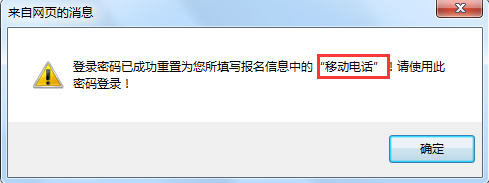 来自网页的消息
登录密码已成功重置为您所填写报名信息中的“移动电话”！请使用此
密码登录！
确定